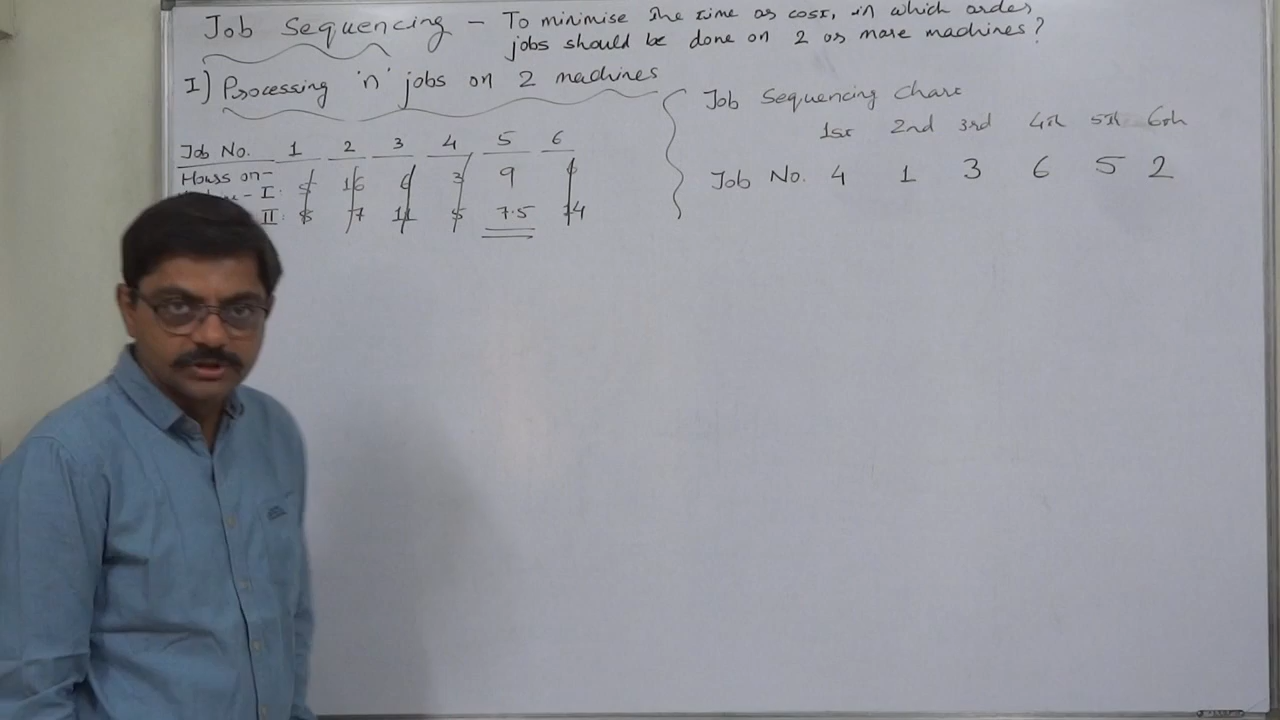 Job Sequencing – To minimise the time or cost, in which order
jobs should be done on 2 or more machines?
I) Processing 'n' jobs on 2 machines
Job Sequencing Chart
1st 2nd 3rd 4th 5th 6th
Job No. 4 1 3 6 5 2
Job No. 1 2 3 4 5 6
Hours on-
I: 16 3 9
II: 7 11 5 7.5 14